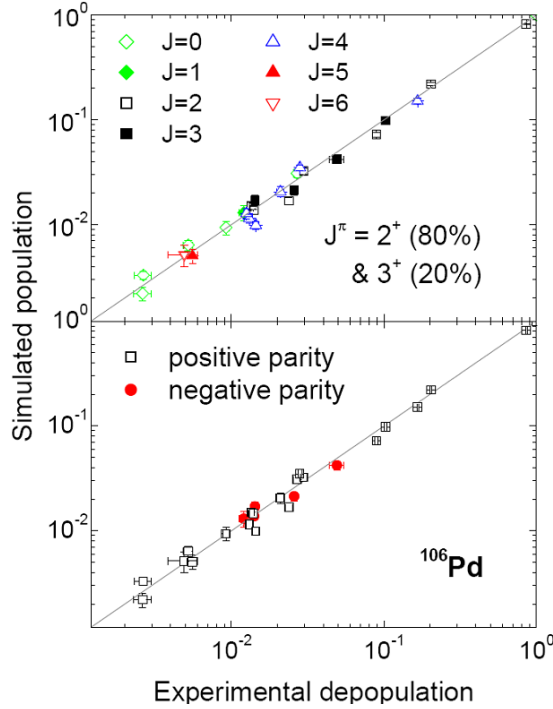 10⁰
J=0
J=4
J=1
J=5
J=2
J=6
J=3
10⁻¹
10⁻²
Jπ = 2⁺ (80%)
& 3⁺ (20%)
Simulated population
10⁰
positive parity
negative parity
10⁻¹
10⁻²
¹⁰⁶Pd
10⁻² 10⁻¹ 10⁰
Experimental depopulation